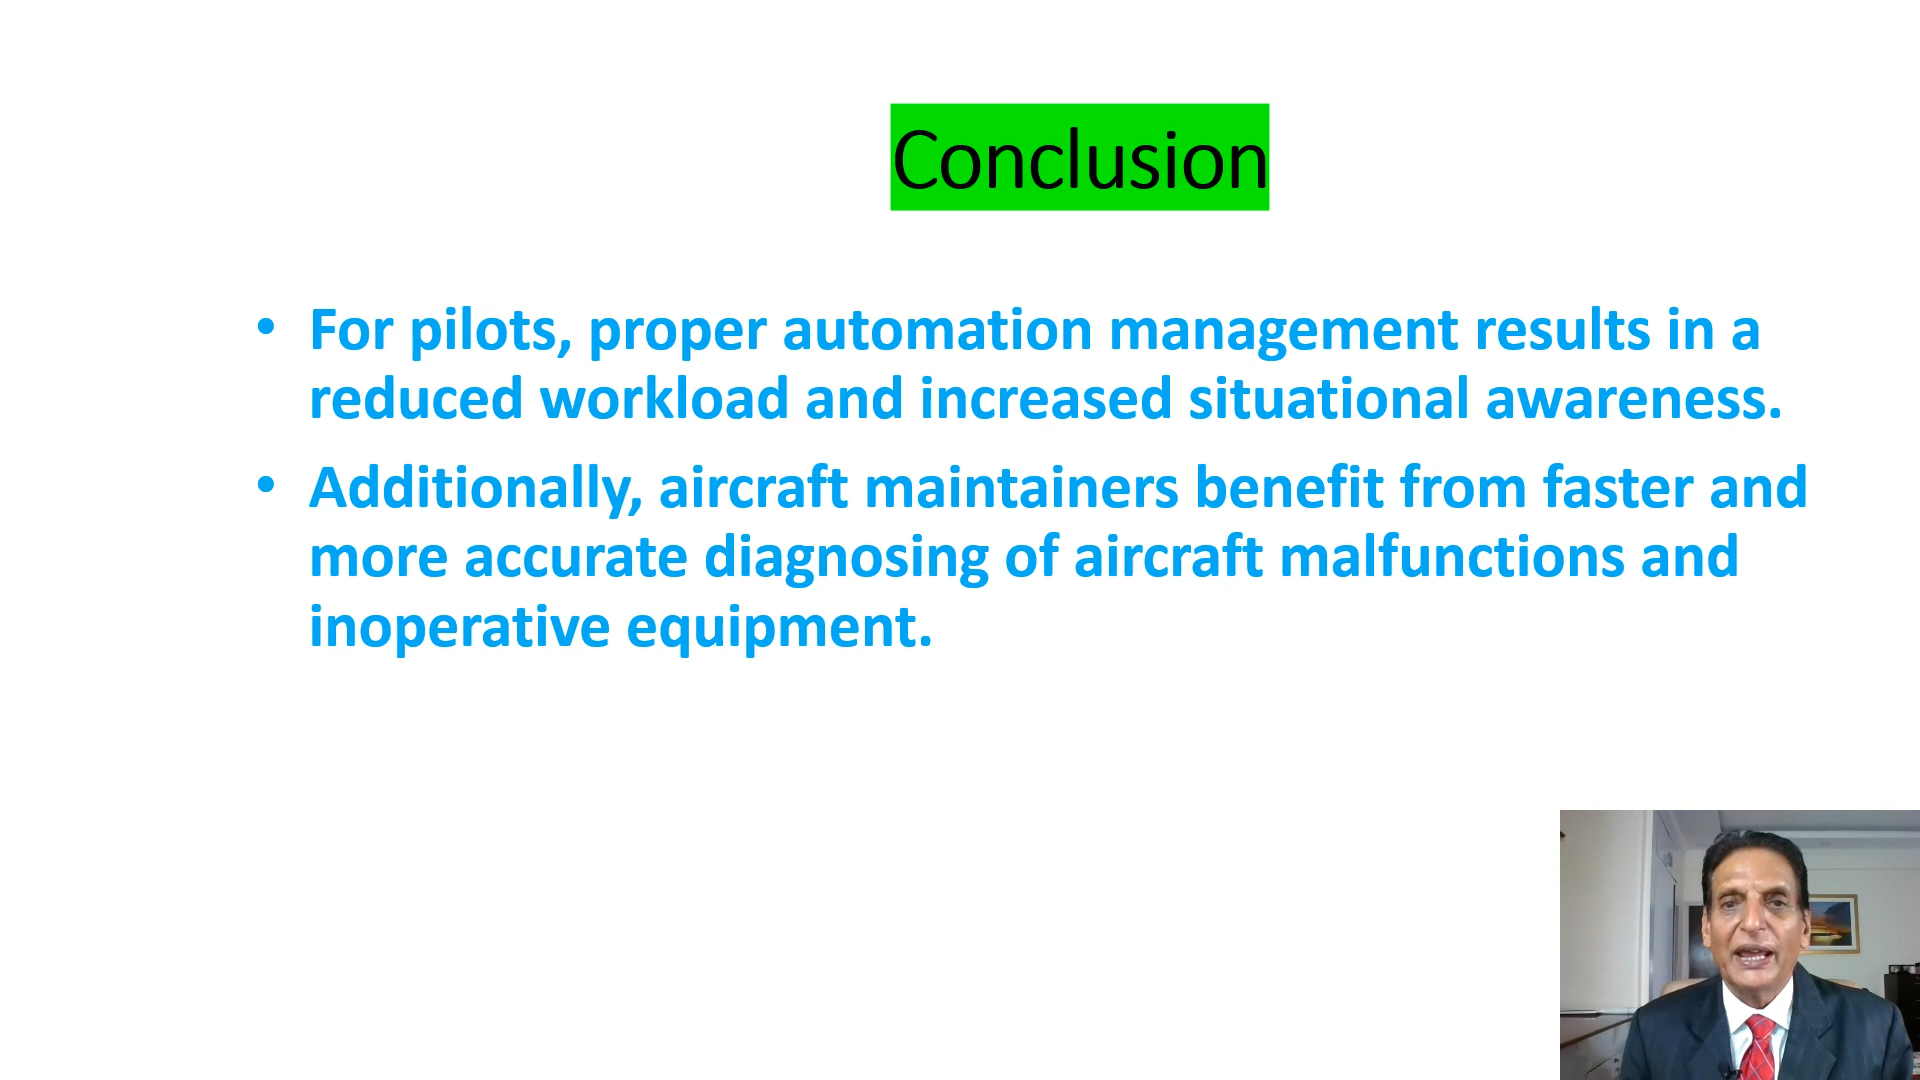 Conclusion
• For pilots, proper automation management results in a
reduced workload and increased situational awareness.
• Additionally, aircraft maintainers benefit from faster and
more accurate diagnosing of aircraft malfunctions and
inoperative equipment.